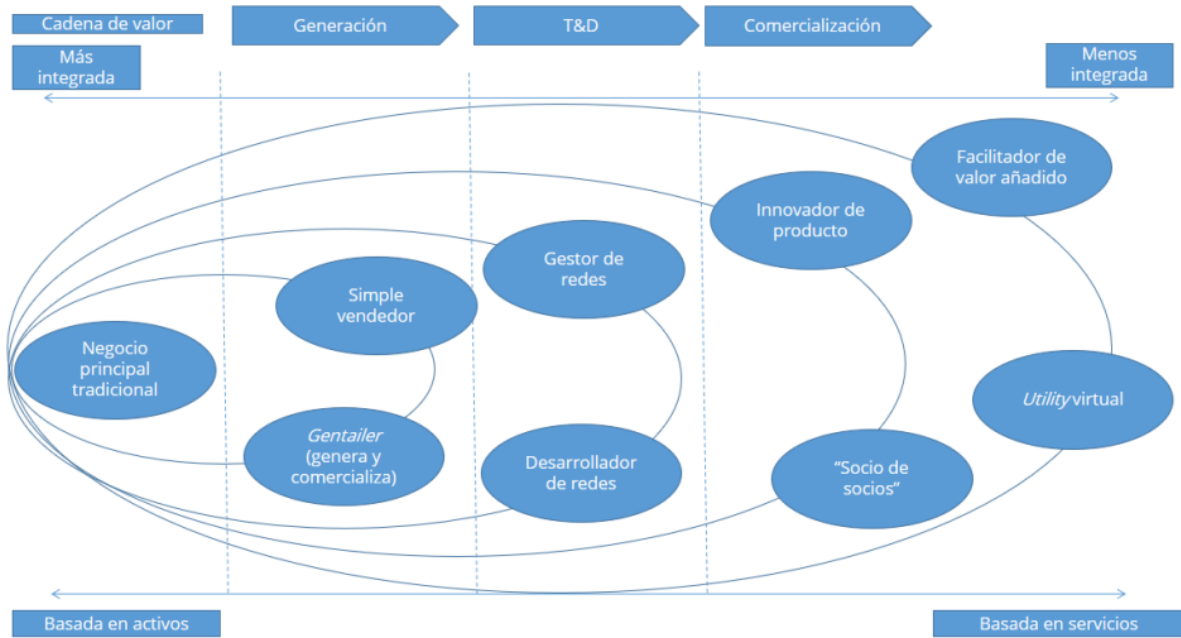 Cadena de valor
Generación
T&D
Comercialización
Más
integrada
Menos
integrada
Facilitador de
valor añadido
Innovador de
producto
Gestor de
redes
Simple
vendedor
Negocio
principal
tradicional
Utility virtual
Gentailer
(genera y
comercializa)
Desarrollador
de redes
”Socio de
socios”
Basada en activos
Basada en servicios